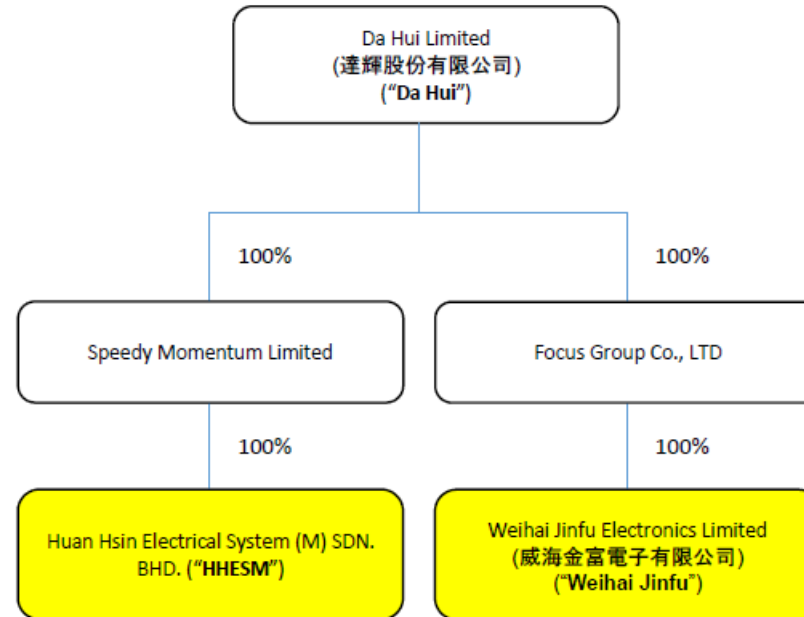 Da Hui Limited
(達輝股份有限公司)
(“Da Hui”)
100%
100%
Speedy Momentum Limited
Focus Group Co., LTD
100%
100%
Huan Hsin Electrical System (M) SDN.
BHD. (“HHESM”)
Weihai Jinfu Electronics Limited
(威海金富電子有限公司)
(“Weihai Jinfu”)